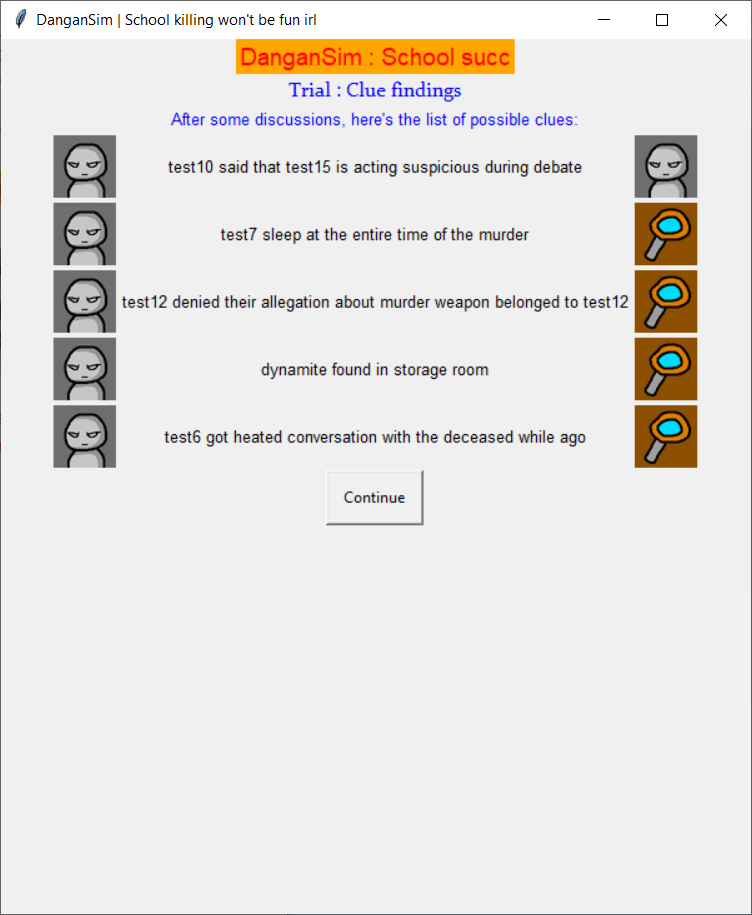 DanganSim | School killing won't be fun irl
DanganSim : School succ
Trial : Clue findings
After some discussions, here's the list of possible clues:
test10 said that test15 is acting suspicious during debate
test7 sleep at the entire time of the murder
test12 denied their allegation about murder weapon belonged to test12
dynamite found in storage room
test6 got heated conversation with the deceased while ago
Continue